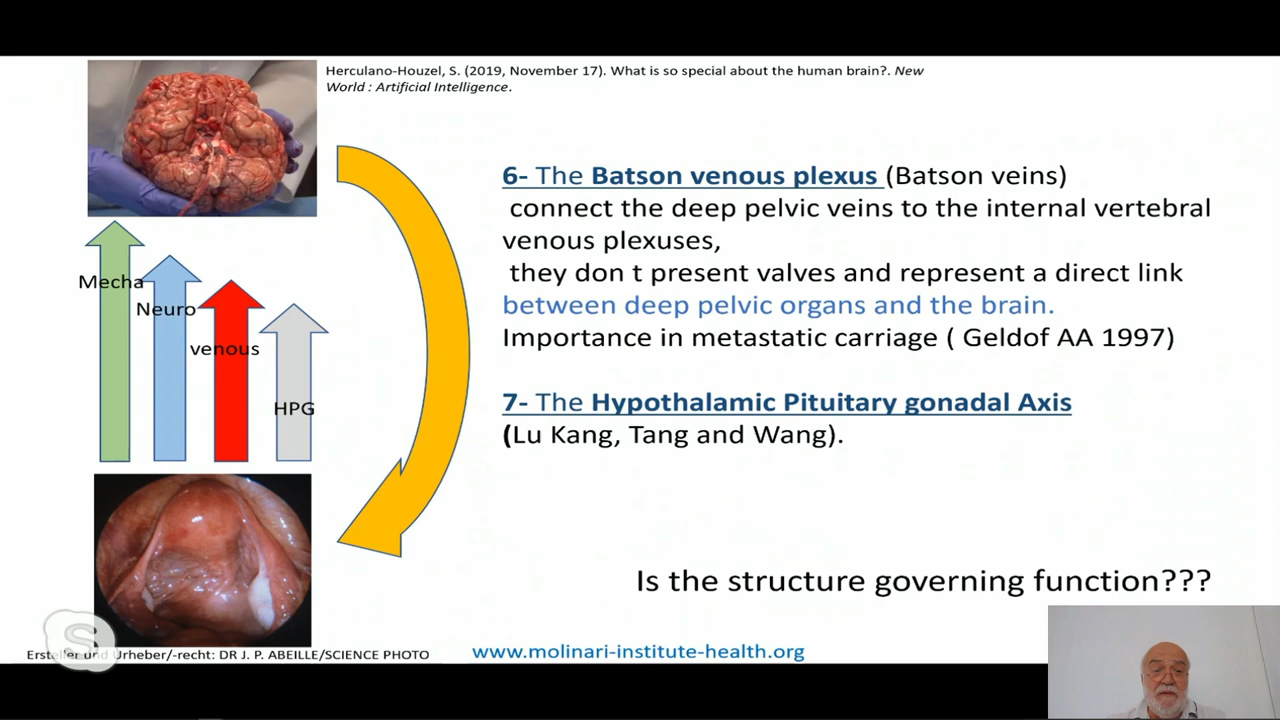 Herculano-Houzel, S. (2019, November 17). What is so special about the human brain?. New
World : Artificial Intelligence.
6- The Batson venous plexus (Batson veins)
connect the deep pelvic veins to the internal vertebral
venous plexuses,
they don t present valves and represent a direct link
between deep pelvic organs and the brain.
Importance in metastatic carriage ( Geldof AA 1997)
7- The Hypothalamic Pituitary gonadal Axis
(Lu Kang, Tang and Wang).
Is the structure governing function???
Mecha
Neuro
venous
HPG
S
Ersteller und Urheber/-recht: DR J. P. ABEILLE/SCIENCE PHOTO
www.molinari-institute-health.org